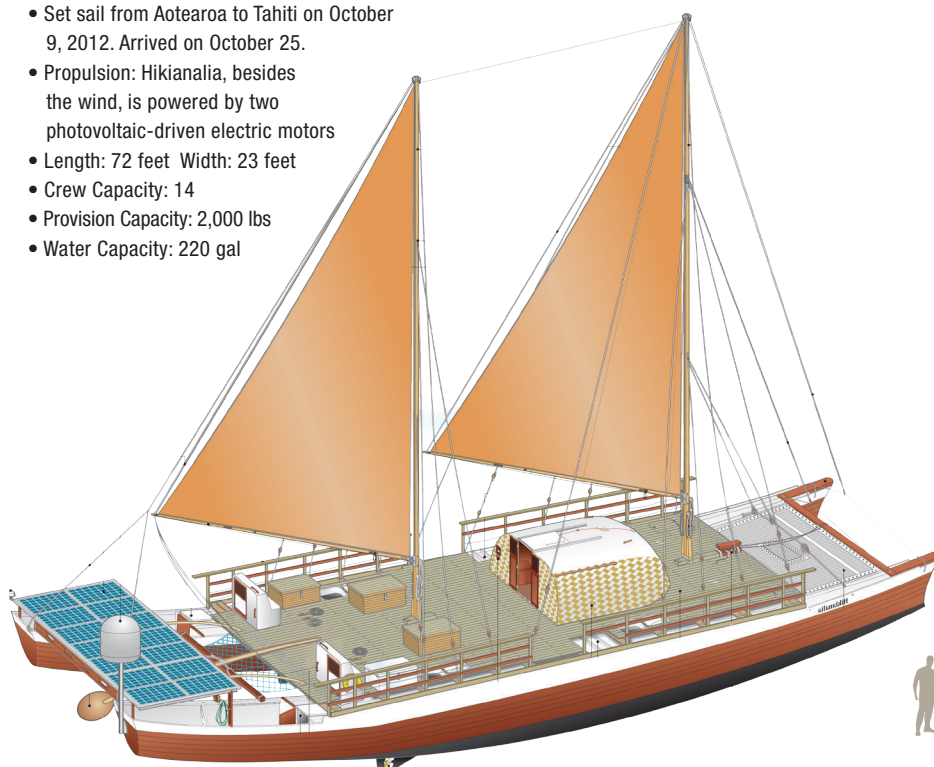 • Set sail from Aotearoa to Tahiti on October
9, 2012. Arrived on October 25.
• Propulsion: Hikianalia, besides
the wind, is powered by two
photovoltaic-driven electric motors
• Length: 72 feet Width: 23 feet
• Crew Capacity: 14
• Provision Capacity: 2,000 lbs
• Water Capacity: 220 gal